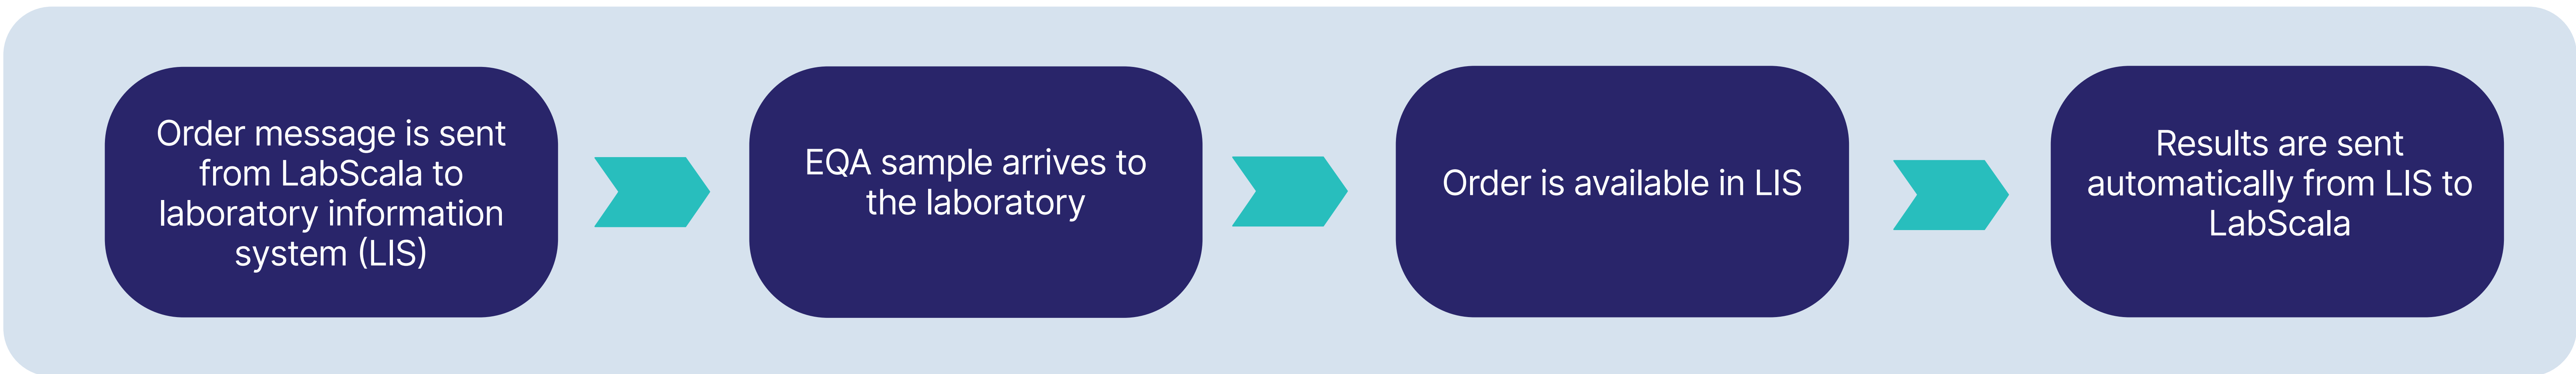 Order message is sent
from LabScala to
laboratory information
system (LIS)
EQA sample arrives to
the laboratory
Order is available in LIS
Results are sent
automatically from LIS to
LabScala